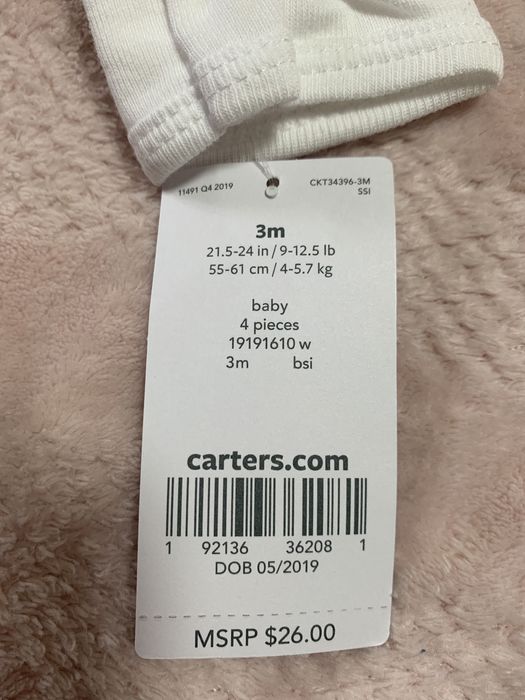 11491 Q4 2019
CKT34396-3M
SSI
3m
21.5-24 in / 9-12.5 lb
55-61 cm / 4-5.7 kg
baby
4 pieces
19191610 w
3m bsi
carters.com
1 92136 36208 1
DOB 05/2019
MSRP $26.00